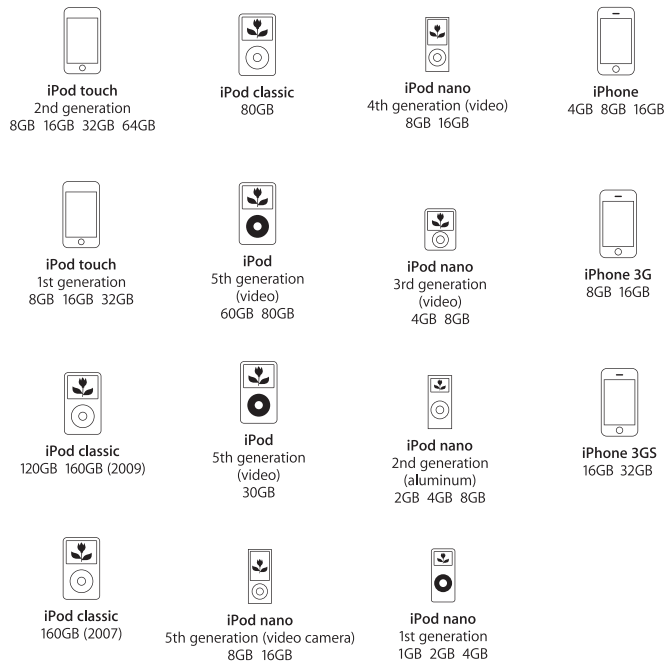 iPod touch
2nd generation
8GB 16GB 32GB 64GB
iPod classic
80GB
iPod nano
4th generation (video)
8GB 16GB
iPhone
4GB 8GB 16GB
iPod touch
1st generation
8GB 16GB 32GB
iPod
5th generation
(video)
60GB 80GB
iPod nano
3rd generation
(video)
4GB 8GB
iPhone 3G
8GB 16GB
iPod classic
120GB 160GB (2009)
iPod
5th generation
(video)
30GB
iPod nano
2nd generation
(aluminum)
2GB 4GB 8GB
iPhone 3GS
16GB 32GB
iPod classic
160GB (2007)
iPod nano
5th generation (video camera)
8GB 16GB
iPod nano
1st generation
1GB 2GB 4GB